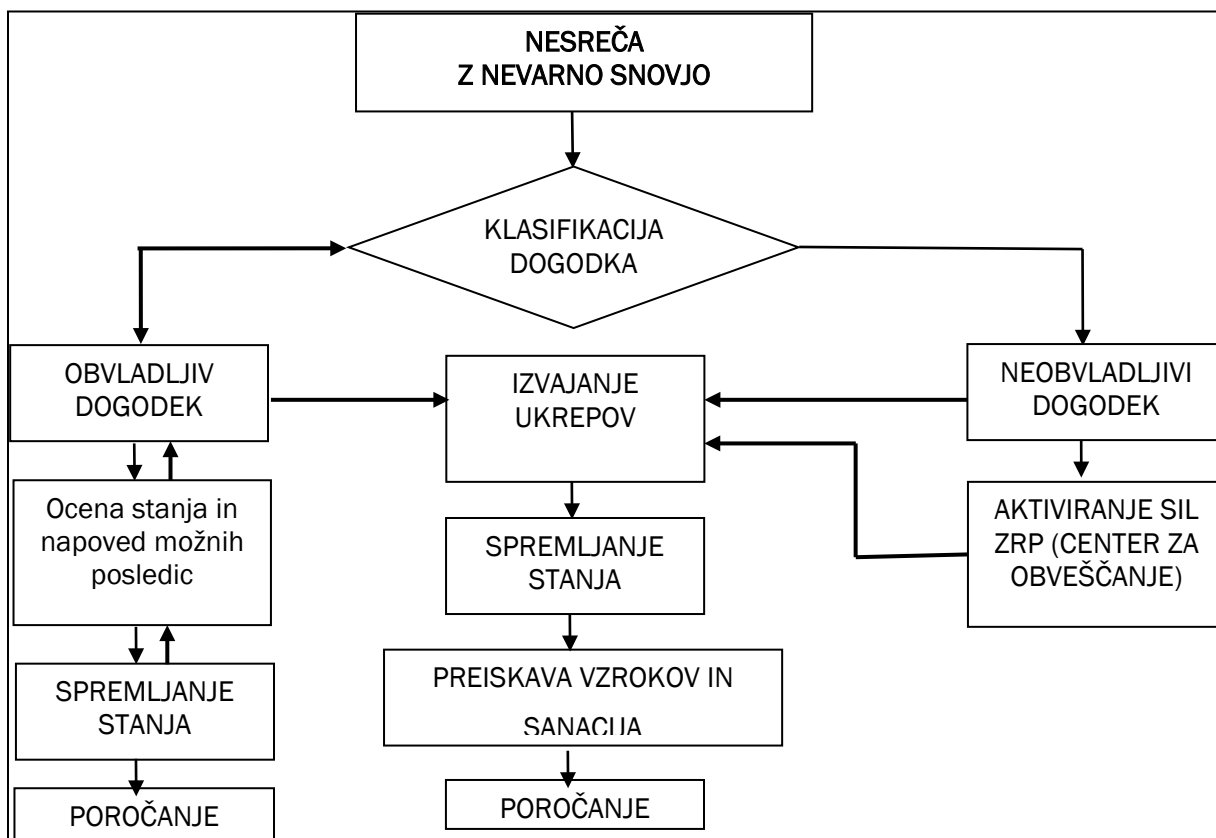 NESREČA
Z NEVARNO SNOVJO
KLASIFIKACIJA
DOGODKA
OBVLADLJIV
DOGODEK
IZVAJANJE
UKREPOV
NEOBVLADLJIVI
DOGODEK
Ocena stanja in
napoved možnih
posledic
SPREMLJANJE
STANJA
AKTIVIRANJE SIL
ZRP (CENTER ZA
OBVEŠČANJE)
SPREMLJANJE
STANJA
PREISKAVA VZROKOV IN
SANACIJA
POROČANJE
POROČANJE